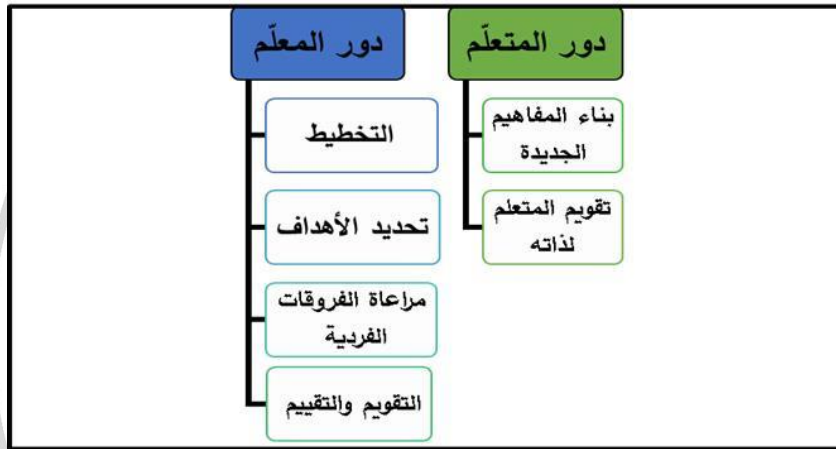 دور المتعلّم
بناء المفاهيم
الجديدة
تقويم المتعلم
لذاته
دور المعلّم
التخطيط
تحديد الأهداف
مراعاة الفروقات
الفردية
التقويم والتقييم